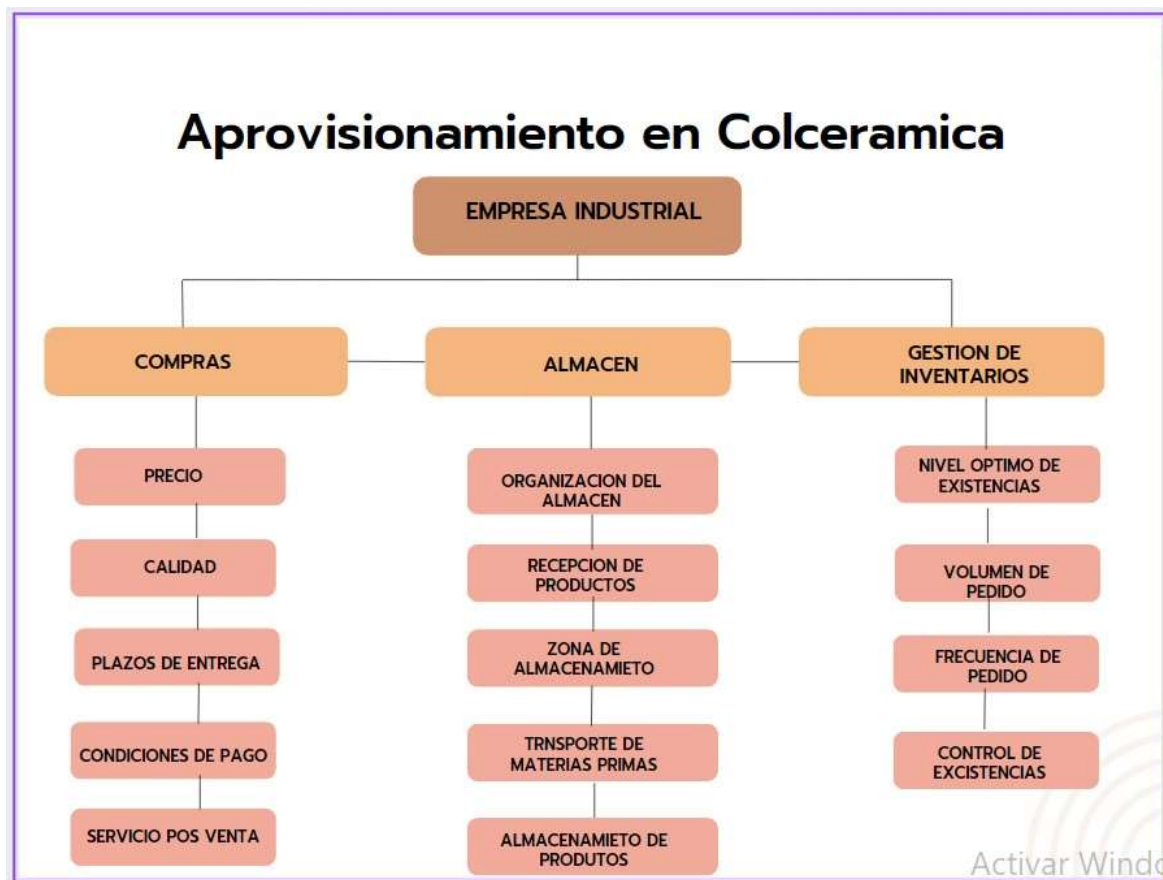 Aprovisionamiento en Colceramica
EMPRESA INDUSTRIAL
COMPRAS
ALMACEN
GESTION DE
INVENTARIOS
PRECIO
CALIDAD
PLAZOS DE ENTREGA
CONDICIONES DE PAGO
SERVICIO POS VENTA
ORGANIZACION DEL
ALMACEN
RECEPCION DE
PRODUCTOS
ZONA DE
ALMACENAMIETO
TRNSPORTE DE
MATERIAS PRIMAS
ALMACENAMIETO DE
PRODUTOS
NIVEL OPTIMO DE
EXISTENCIAS
VOLUMEN DE
PEDIDO
FRECUENCIA DE
PEDIDO
CONTROL DE
EXCISTENCIAS
Activar Windo